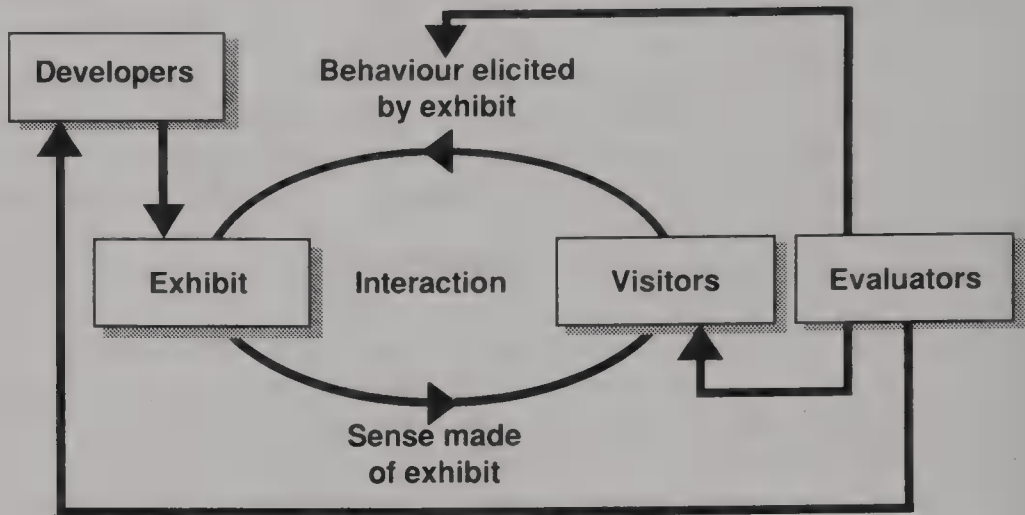 Developers
Behaviour elicited
by exhibit
Exhibit
Interaction
Visitors
Evaluators
Sense made
of exhibit